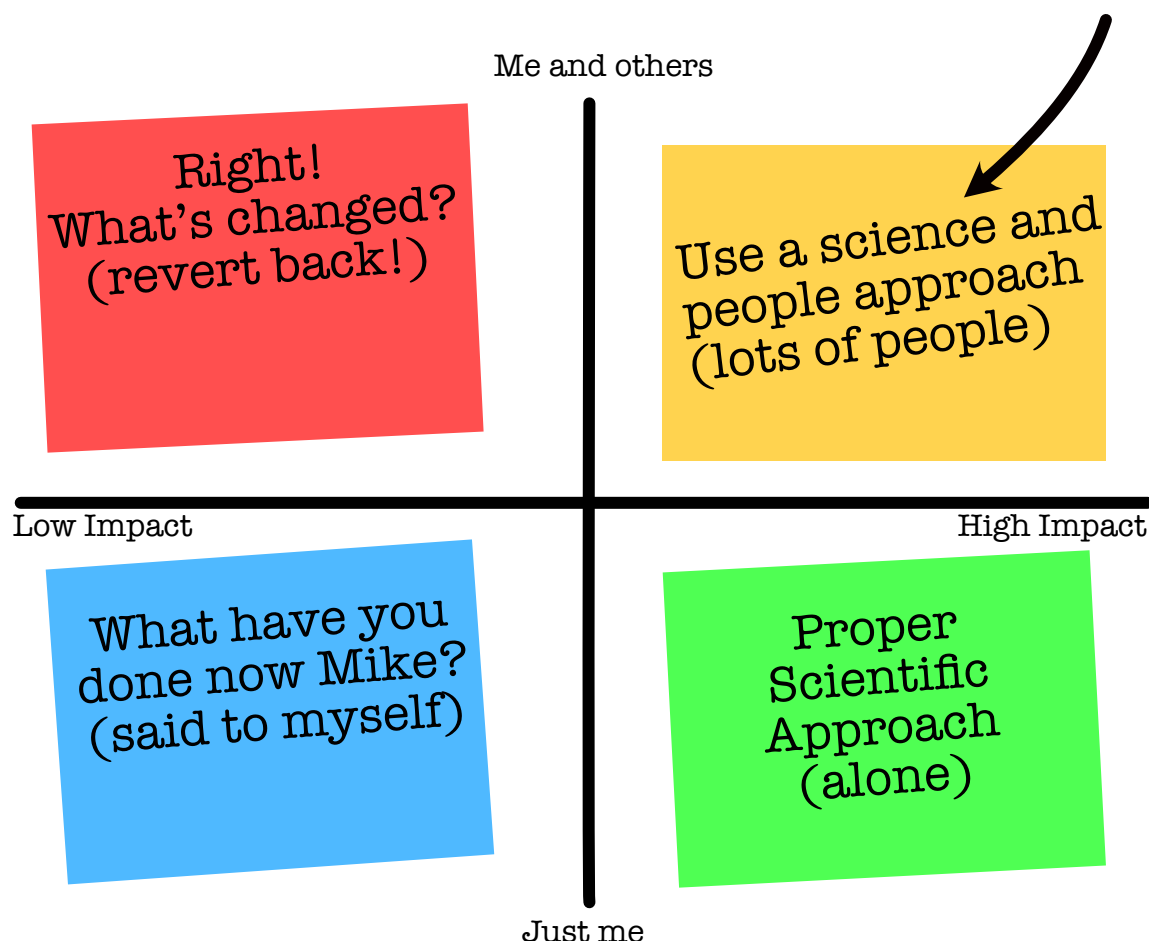 Me and others
Right!
What's changed?
(revert back!)
Use a science and
people approach
(lots of people)
Low Impact
High Impact
What have you
done now Mike?
(said to myself)
Proper
Scientific
Approach
(alone)
Just me